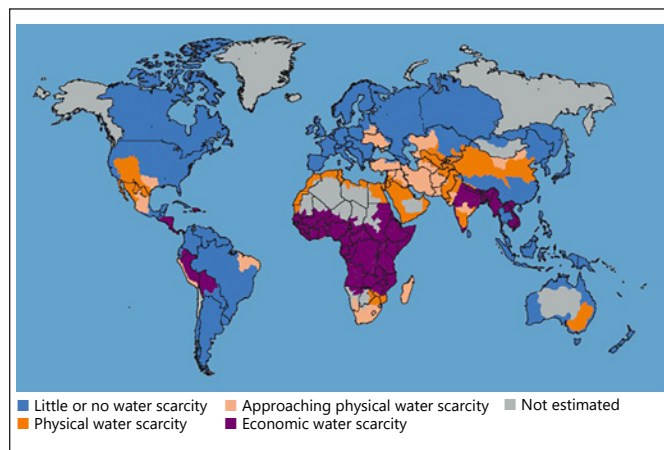 Little or no water scarcity
Approaching physical water scarcity
Not estimated
Physical water scarcity
Economic water scarcity